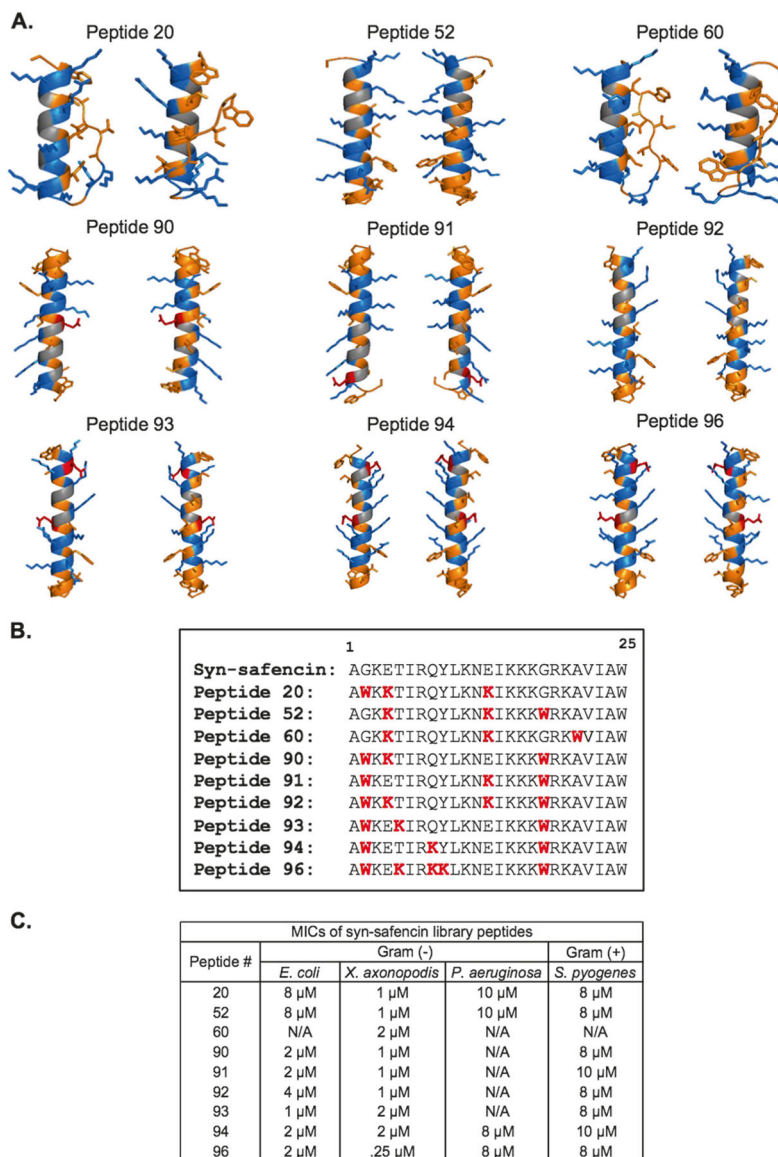 A.
Peptide 20 Peptide 52 Peptide 60
Peptide 90 Peptide 91 Peptide 92
Peptide 93 Peptide 94 Peptide 96
B.
1 25
Syn-safencin: AGKETIRQYLKNEIKKKGRKAVIAW
Peptide 20: AWKKTIRQYLKNKIKKKGRKAVIAW
Peptide 52: AGKKTIRQYLKNKIKKKWRKAVIAW
Peptide 60: AGKKTIRQYLKNKIKKKGRKWVIAW
Peptide 90: AWKKTIRQYLKNEIKKKWRKAVIAW
Peptide 91: AWKETIRQYLKNKIKKKWRKAVIAW
Peptide 92: AWKKTIRQYLKNKIKKKWRKAVIAW
Peptide 93: AWKEKIRQYLKNEIKKKWRKAVIAW
Peptide 94: AWKETIRKYLKNEIKKKWRKAVIAW
Peptide 96: AWKEKIRKKLKNEIKKKWRKAVIAW
C.
MICs of syn-safencin library peptides
Peptide # Gram (-) Gram (+)
E. coli X. axonopodis P. aeruginosa S. pyogenes
20 8 µM 1 µM 10 µM 8 µM
52 8 µM 1 µM 10 µM 8 µM
60 N/A 2 µM N/A N/A
90 2 µM 1 µM N/A 8 µM
91 2 µM 1 µM N/A 10 µM
92 4 µM 1 µM N/A 8 µM
93 1 µM 2 µM N/A 8 µM
94 2 µM 2 µM 8 µM 10 µM
96 2 µM .25 µM 8 µM 8 µM